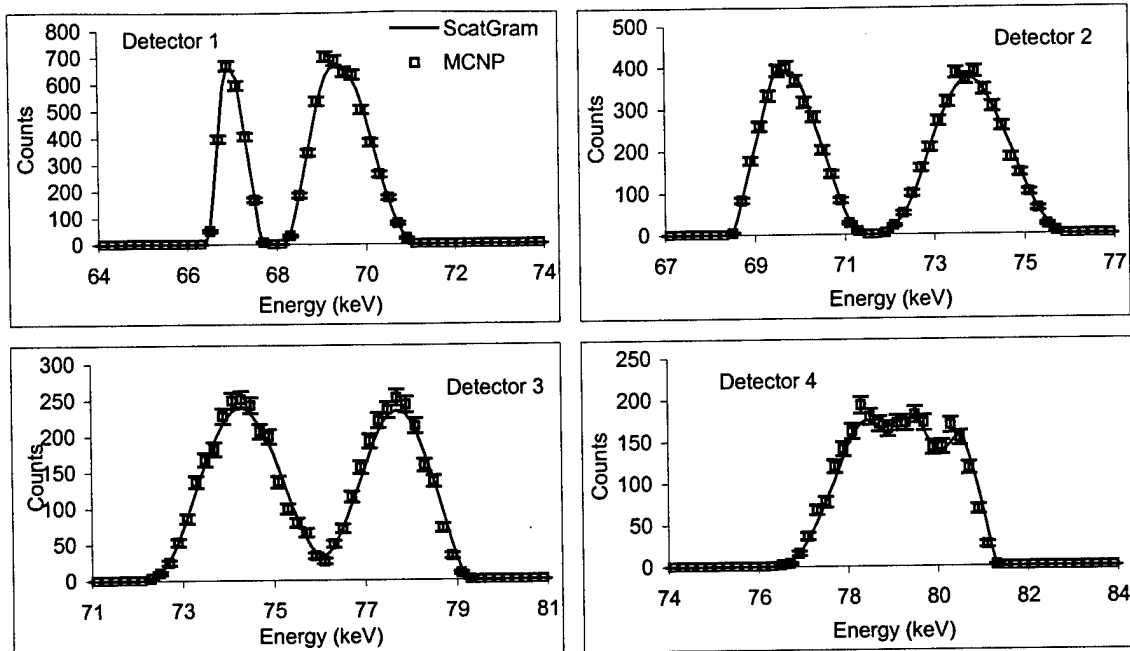 Detector 1
ScatGram
MCNP
Counts
800
700
600
500
400
300
200
100
0
64 66 68 70 72 74
Energy (keV)
Detector 2
Counts
500
400
300
200
100
0
67 69 71 73 75 77
Energy (keV)
Detector 3
Counts
300
250
200
150
100
50
0
71 73 75 77 79 81
Energy (keV)
Detector 4
Counts
250
200
150
100
50
0
74 76 78 80 82 84
Energy (keV)